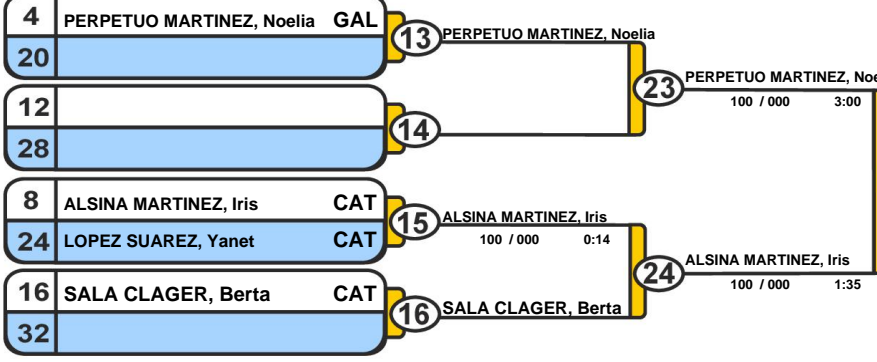 4 PERPETUO MARTINEZ, Noelia GAL
20
13 PERPETUO MARTINEZ, Noelia
12
28
14
23 PERPETUO MARTINEZ, Noe
100 / 000 3:00
8 ALSINA MARTINEZ, Iris CAT
24 LOPEZ SUAREZ, Yanet CAT
15 ALSINA MARTINEZ, Iris
100 / 000 0:14
16 SALA CLAGER, Berta CAT
32
16 SALA CLAGER, Berta
24 ALSINA MARTINEZ, Iris
100 / 000 1:35